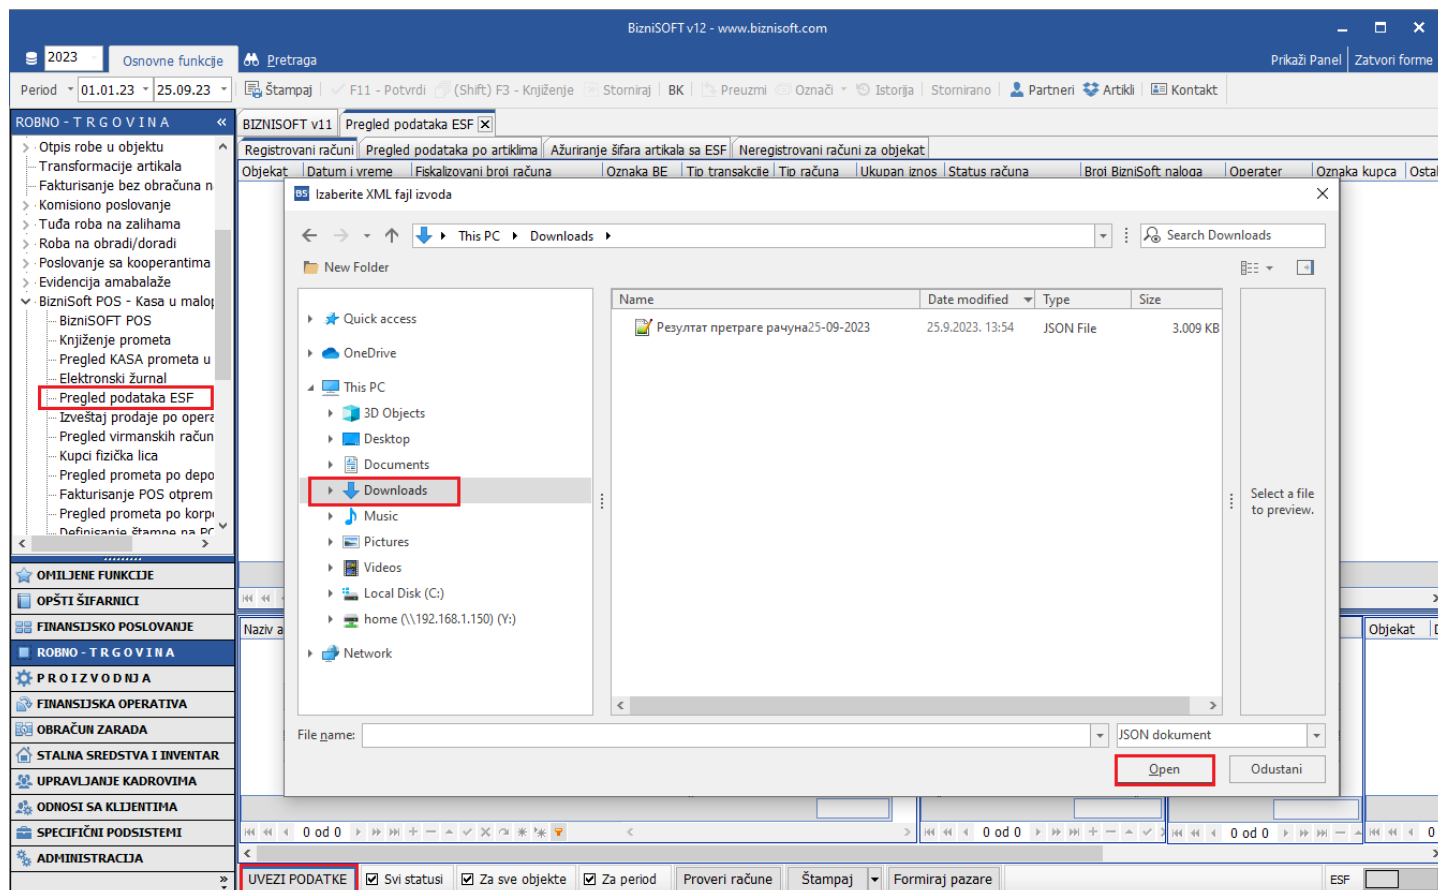 BizniSOFT v12 - www.biznisoft.com
2023 Osnovne funkcije Pretraga Prikaži Panel Zatvori forme
Period 01.01.23 25.09.23 Štampaj F11 - Potvrdi (Shift) F3 - Knjiženje Storniraj BK Preuzmi Označi Istorija Stornirano Partneri Artikli Kontakt
ROBNO - T R G O V I N A «
BIZNISOFT v11 Pregled podataka ESF
Registrovani računi Pregled podataka po artiklima Ažuriranje šifara artikala sa ESF Neregistrovani računi za objekat
Objekat Datum i vreme Fiskalizovani broj računa Oznaka BE Tip transakcije Tip računa Ukupan iznos Status računa Broj BizniSoft naloga Operater Oznaka kupca Ostal
Otpis robe u objektu
Transformacije artikala
Fakturisanje bez obračuna n
Komisiono poslovanje
Tuđa roba na zalihama
Roba na obradi/doradi
Poslovanje sa kooperantima
Evidencija amabalaže
BizniSoft POS - Kasa u malop
BizniSOFT POS
Knjiženje prometa
Pregled KASA prometa u
Elektronski žurnal
Pregled podataka ESF
Izveštaj prodaje po opera
Pregled virmanskih račun
Kupci fizička lica
Pregled prometa po depo
Fakturisanje POS otprem
Pregled prometa po korp
Definisanje štampe na PO
OMILJENE FUNKCIJE
OPŠTI ŠIFARNICI
FINANSIJSKO POSLOVANJE
ROBNO - T R G O V I N A
P R O I Z V O D NJ A
FINANSIJSKA OPERATIVA
OBRAČUN ZARADA
STALNA SREDSTVA I INVENTAR
UPRAVLJANJE KADROVIMA
ODNOSI SA KLIJENTIMA
SPECIFIČNI PODSISTEMI
ADMINISTRACIJA
»
BS Izaberite XML fajl izvoda
This PC Downloads Search Downloads
New Folder
Quick access
OneDrive
This PC
3D Objects
Desktop
Documents
Downloads
Music
Pictures
Videos
Local Disk (C:)
home (\\192.168.1.150) (Y:)
Network
Name Date modified Type Size
Резултат претраге рачуна25-09-2023 25.9.2023. 13:54 JSON File 3.009 KB
Select a file
to preview.
File name: JSON dokument
Open Odustani
Naziv a Objekat D
0 od 0 0 od 0 0 od 0 0
UVEZI PODATKE Svi statusi Za sve objekte Za period Proveri račune Štampaj Formiraj pazare ESF